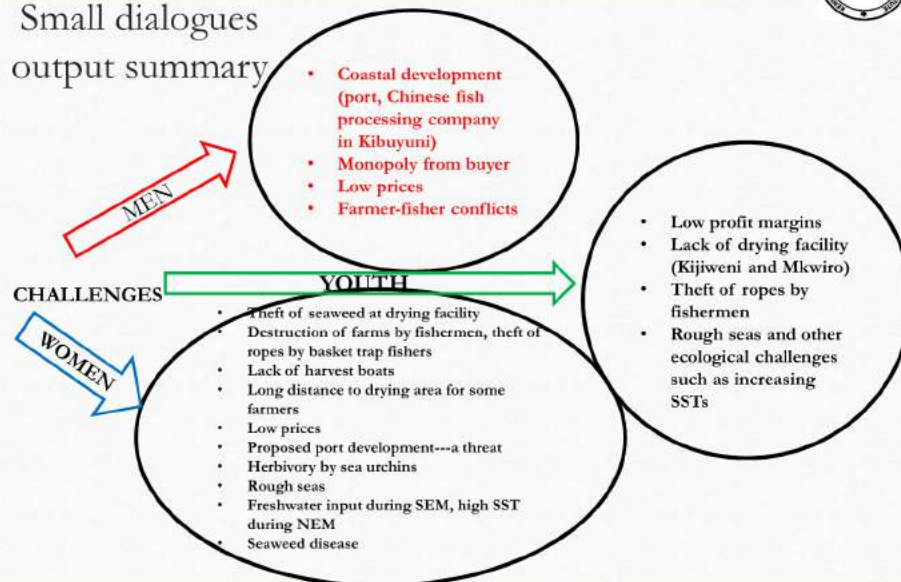 Small dialogues
output summary
• Coastal development
(port, Chinese fish
processing company
in Kibuyuni)
• Monopoly from buyer
• Low prices
• Farmer-fisher conflicts
MEN
CHALLENGES
YOUTH
• Low profit margins
• Lack of drying facility
(Kijiweni and Mkwiro)
• Theft of ropes by
fishermen
• Rough seas and other
ecological challenges
such as increasing
SSTs
WOMEN
• Theft of seaweed at drying facility
• Destruction of farms by fishermen, theft of
ropes by basket trap fishers
• Lack of harvest boats
• Long distance to drying area for some
farmers
• Low prices
• Proposed port development---a threat
• Herbivory by sea urchins
• Rough seas
• Freshwater input during SEM, high SST
during NEM
• Seaweed disease